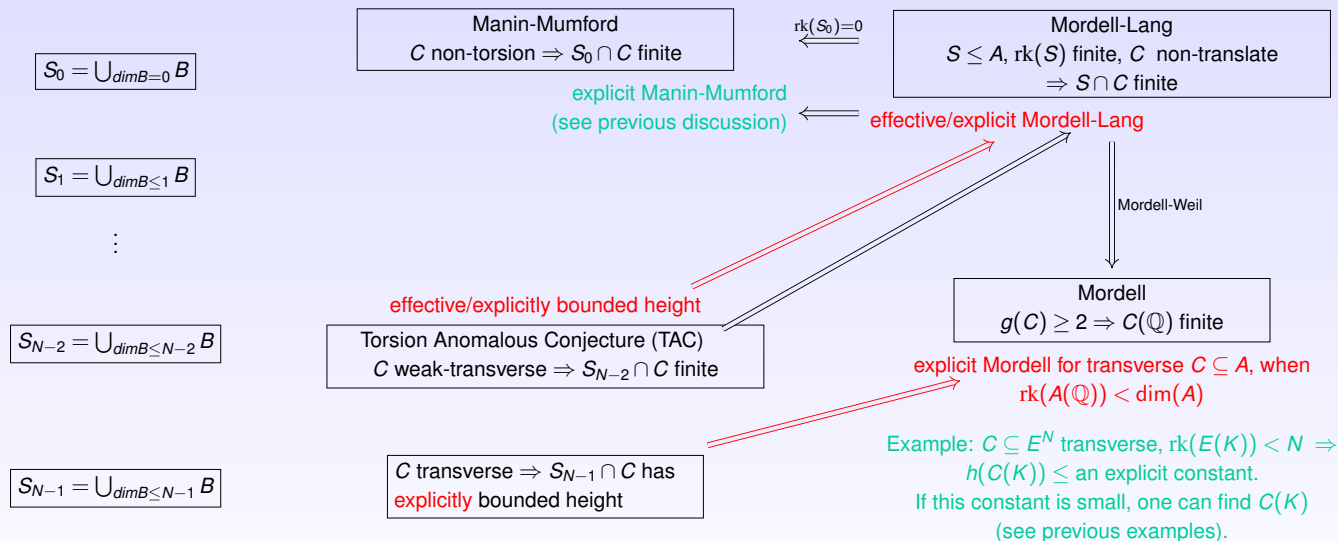 Manin-Mumford
C non-torsion ⇒ S₀ ∩ C finite
rk(S₀)=0
Mordell-Lang
S ≤ A, rk(S) finite, C non-translate
⇒ S ∩ C finite
S₀ = ⋃_{dimB=0} B
explicit Manin-Mumford
(see previous discussion)
effective/explicit Mordell-Lang
S₁ = ⋃_{dimB≤1} B
Mordell-Weil
⋮
effective/explicitly bounded height
Mordell
g(C) ≥ 2 ⇒ C(ℚ) finite
S_{N−2} = ⋃_{dimB≤N−2} B
Torsion Anomalous Conjecture (TAC)
C weak-transverse ⇒ S_{N−2} ∩ C finite
explicit Mordell for transverse C ⊆ A, when
rk(A(ℚ)) < dim(A)
S_{N−1} = ⋃_{dimB≤N−1} B
C transverse ⇒ S_{N−1} ∩ C has
explicitly bounded height
Example: C ⊆ E^N transverse, rk(E(K)) < N ⇒
h(C(K)) ≤ an explicit constant.
If this constant is small, one can find C(K)
(see previous examples).